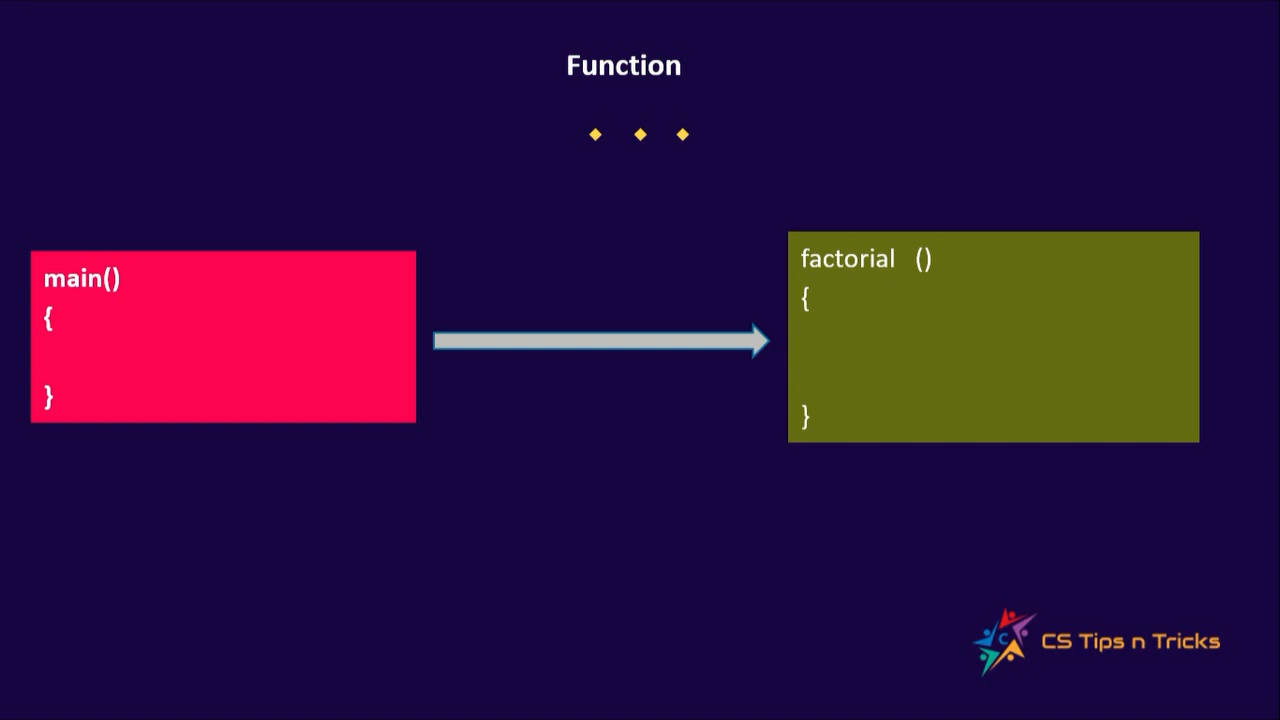 Function
main()
{
}
factorial ()
{
}
CS Tips n Tricks